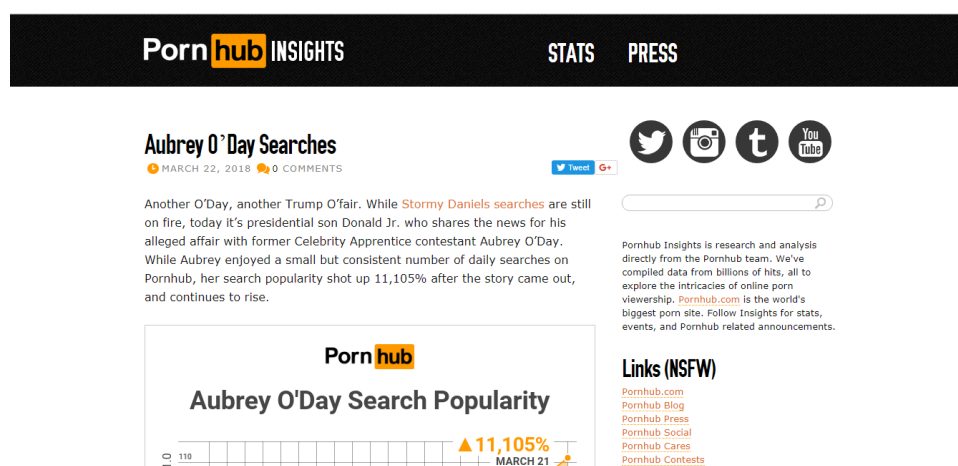 Porn hub INSIGHTS
STATS
PRESS
Aubrey O'Day Searches
MARCH 22, 2018 0 COMMENTS
Tweet
G+
Another O'Day, another Trump O'fair. While Stormy Daniels searches are still
on fire, today it's presidential son Donald Jr. who shares the news for his
alleged affair with former Celebrity Apprentice contestant Aubrey O'Day.
While Aubrey enjoyed a small but consistent number of daily searches on
Pornhub, her search popularity shot up 11,105% after the story came out,
and continues to rise.
Porn hub
Aubrey O'Day Search Popularity
▲11,105%
MARCH 21
110
1.0
You
Tube
Pornhub Insights is research and analysis
directly from the Pornhub team. We've
compiled data from billions of hits, all to
explore the intricacies of online porn
viewership. Pornhub.com is the world's
biggest porn site. Follow Insights for stats,
events, and Pornhub related announcements.
Links (NSFW)
Pornhub.com
Pornhub Blog
Pornhub Press
Pornhub Social
Pornhub Cares
Pornhub Contests